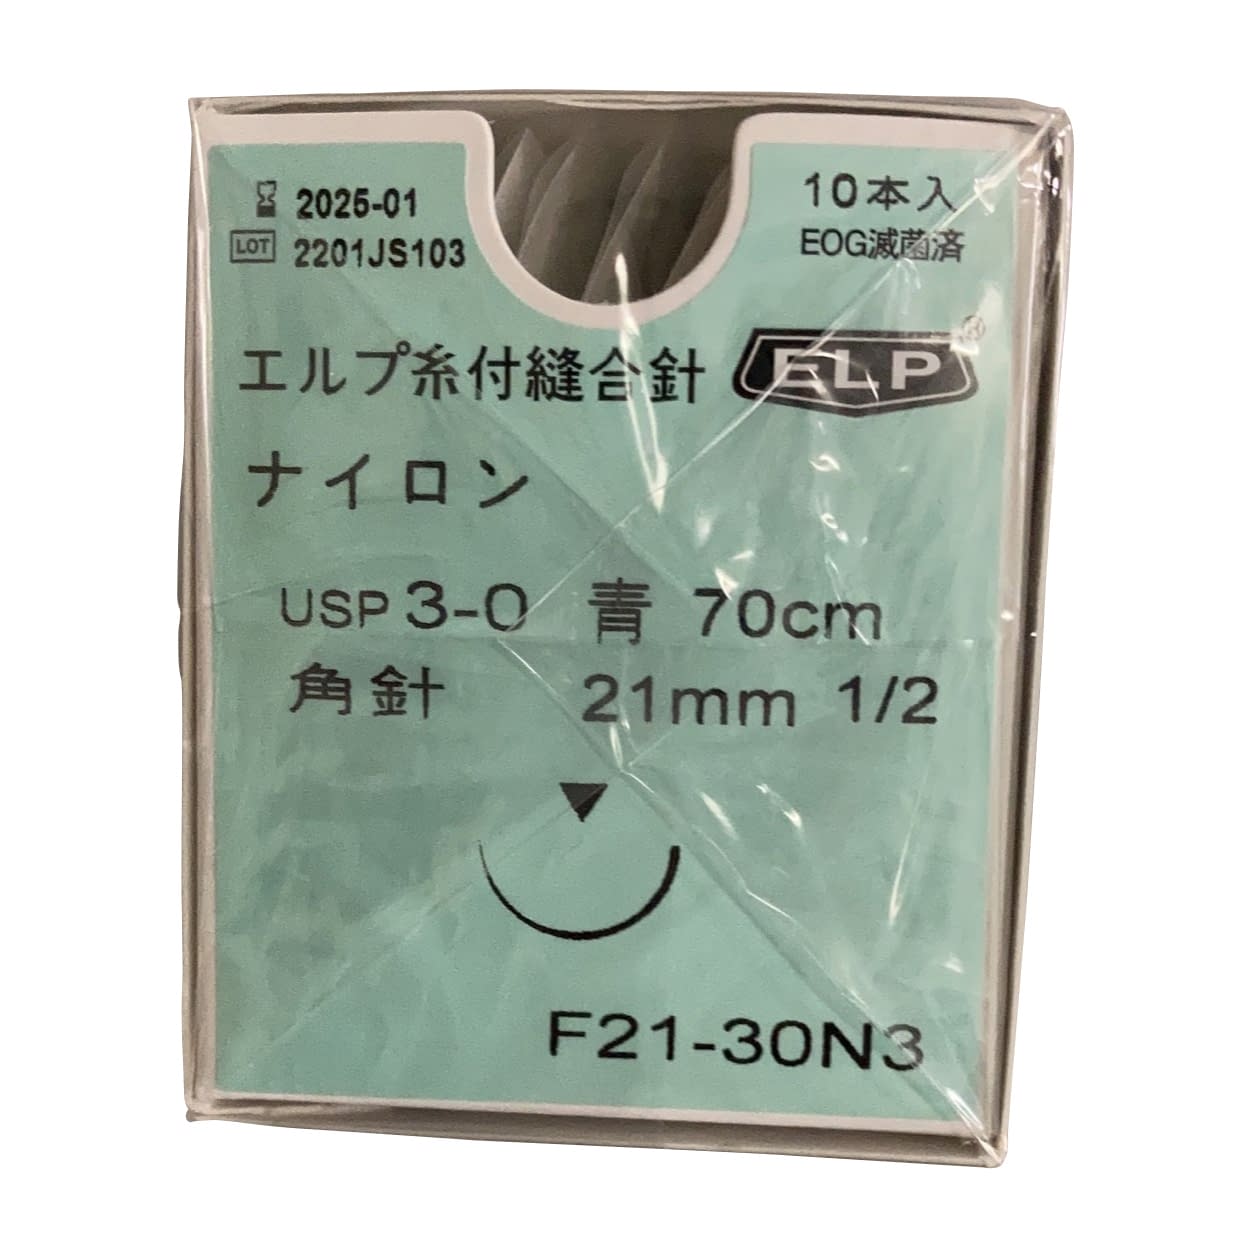 2025-01
LOT 2201JS103
10本入
EOG滅菌済
エルプ糸付縫合針 ELP®
ナイロン
USP 3-0 青 70cm
角針 21mm 1/2
F21-30N3